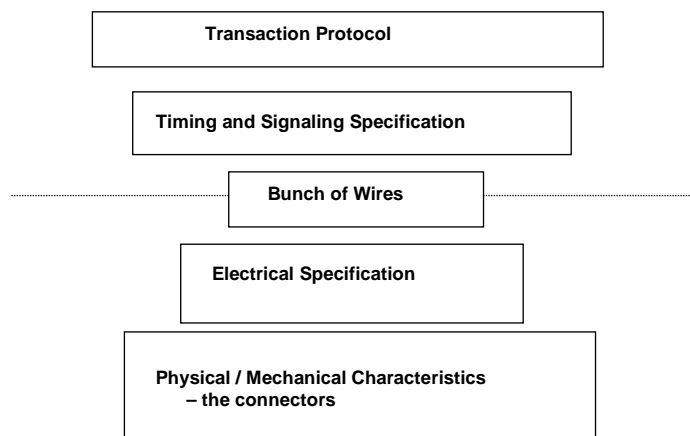 Transaction Protocol
Timing and Signaling Specification
Bunch of Wires
Electrical Specification
Physical / Mechanical Characteristics
– the connectors